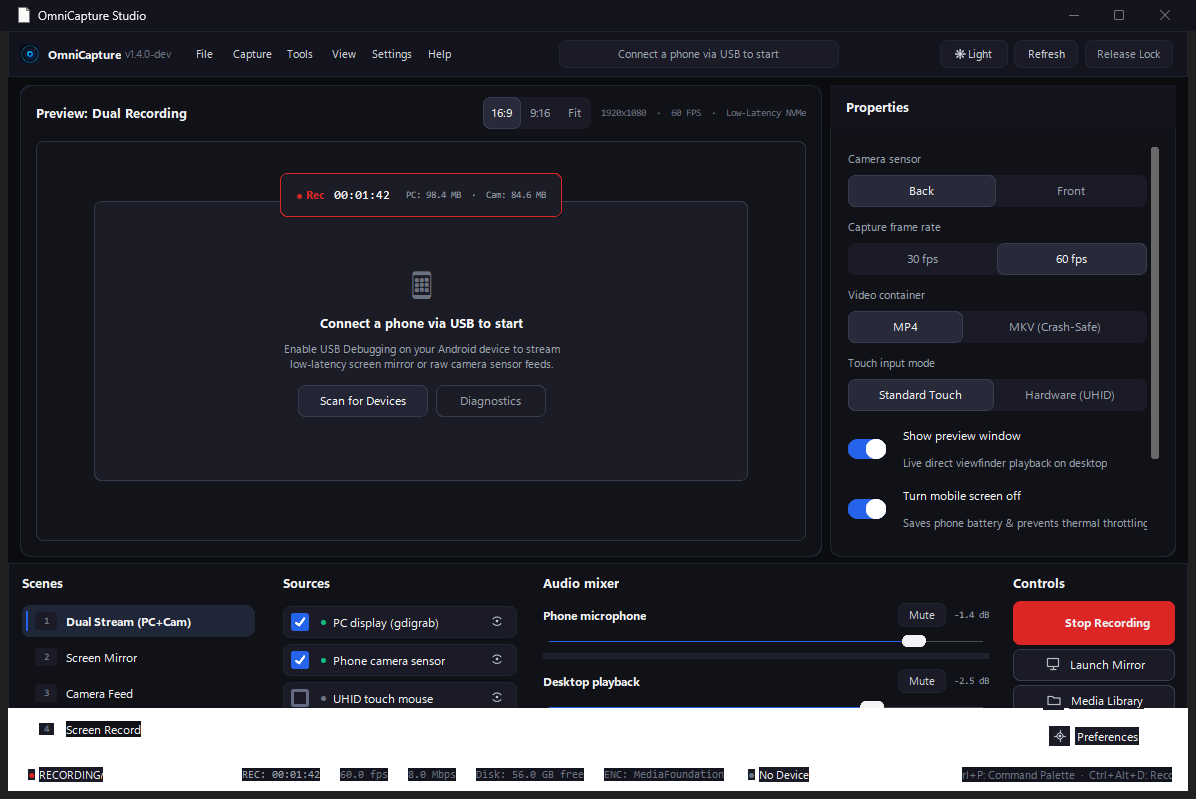 OmniCapture Studio
OmniCapture v1.4.0-dev File Capture Tools View Settings Help Connect a phone via USB to start Light Refresh Release Lock
Preview: Dual Recording 16:9 9:16 Fit 1920x1080 · 60 FPS · Low-Latency NVMe
Rec 00:01:42 PC: 98.4 MB · Cam: 84.6 MB
Connect a phone via USB to start
Enable USB Debugging on your Android device to stream
low-latency screen mirror or raw camera sensor feeds.
Scan for Devices Diagnostics
Properties
Camera sensor
Back Front
Capture frame rate
30 fps 60 fps
Video container
MP4 MKV (Crash-Safe)
Touch input mode
Standard Touch Hardware (UHID)
Show preview window
Live direct viewfinder playback on desktop
Turn mobile screen off
Saves phone battery & prevents thermal throttling
Scenes
1 Dual Stream (PC+Cam)
2 Screen Mirror
3 Camera Feed
4 Screen Record
Sources
PC display (gdigrab)
Phone camera sensor
UHID touch mouse
Audio mixer
Phone microphone Mute -1.4 dB
Desktop playback Mute -2.5 dB
Controls
Stop Recording
Launch Mirror
Media Library
Preferences
RECORDING REC: 00:01:42 60.0 fps 8.0 Mbps Disk: 56.0 GB free ENC: MediaFoundation No Device rl+P: Command Palette · Ctrl+Alt+D: Rec